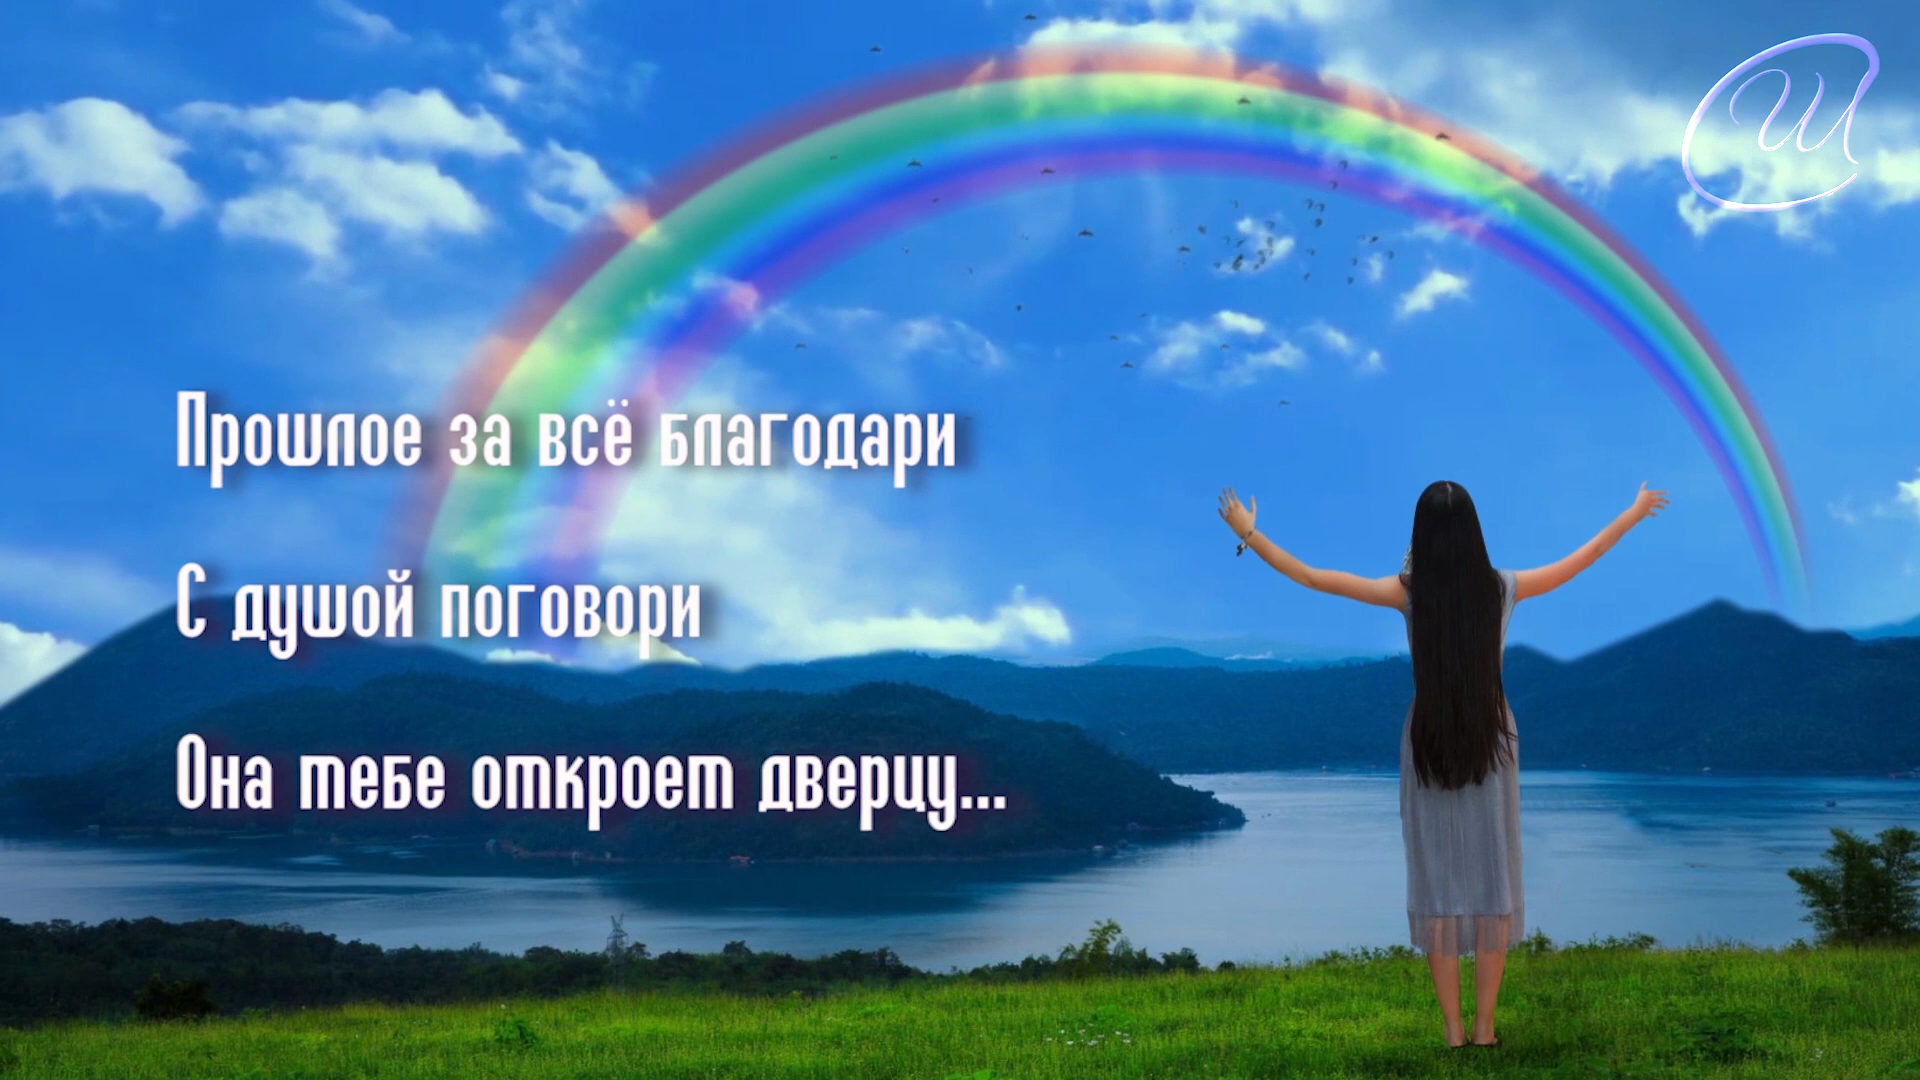 Прошлое за всё благодари
С душой поговори
Она тебе откроет дверцу...
Ш